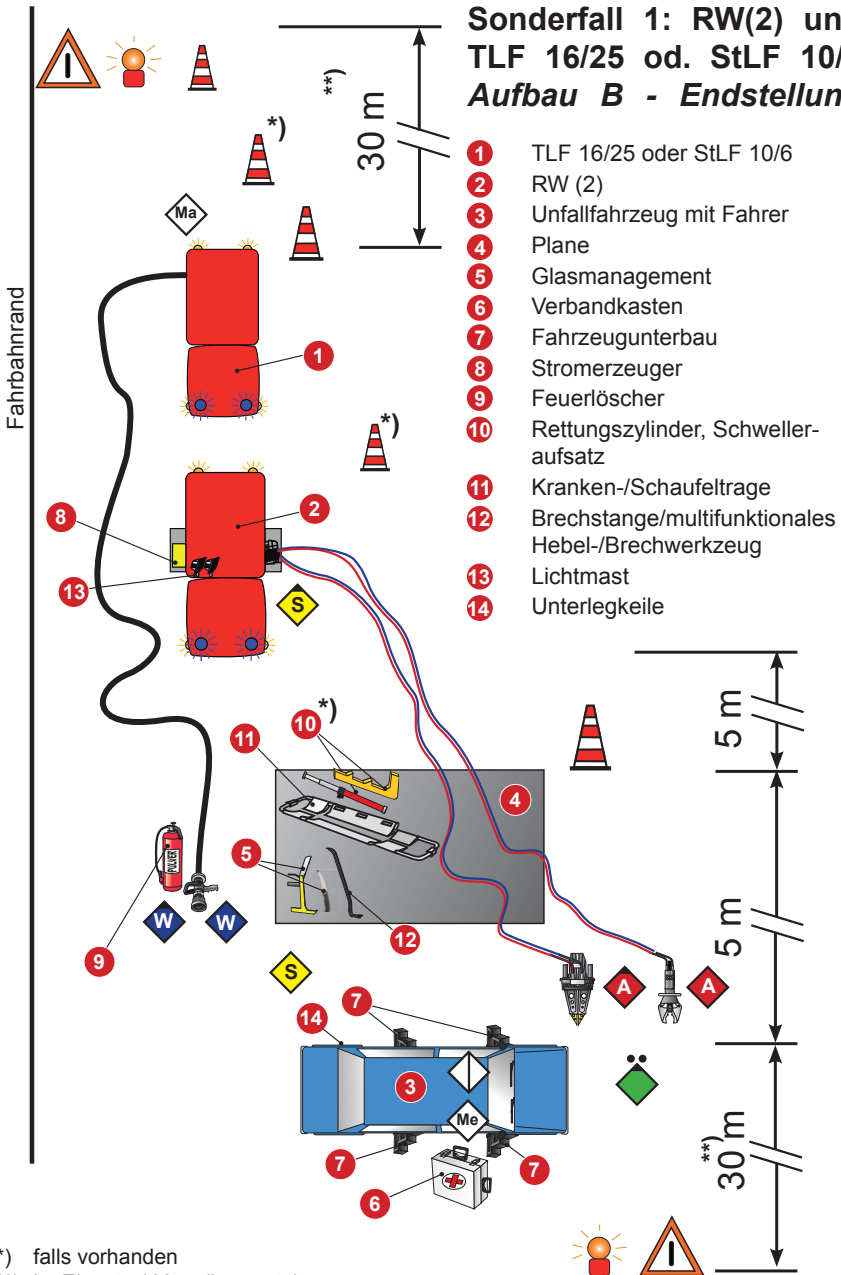 Sonderfall 1: RW(2) un
TLF 16/25 od. StLF 10/
Aufbau B - Endstellun
1 TLF 16/25 oder StLF 10/6
2 RW (2)
3 Unfallfahrzeug mit Fahrer
4 Plane
5 Glasmanagement
6 Verbandkasten
7 Fahrzeugunterbau
8 Stromerzeuger
9 Feuerlöscher
10 Rettungszylinder, Schweller-
aufsatz
11 Kranken-/Schaufeltrage
12 Brechstange/multifunktionales
Hebel-/Brechwerkzeug
13 Lichtmast
14 Unterlegkeile
**)
30 m
*)
Ma
Fahrbahnrand
1
*)
2
8
13
S
5 m
*)
10
11
4
5
PULVER
W
W
12
9
5 m
S
A
A
7
14
3
Me
7
7
6
**)
30 m
*) falls vorhanden